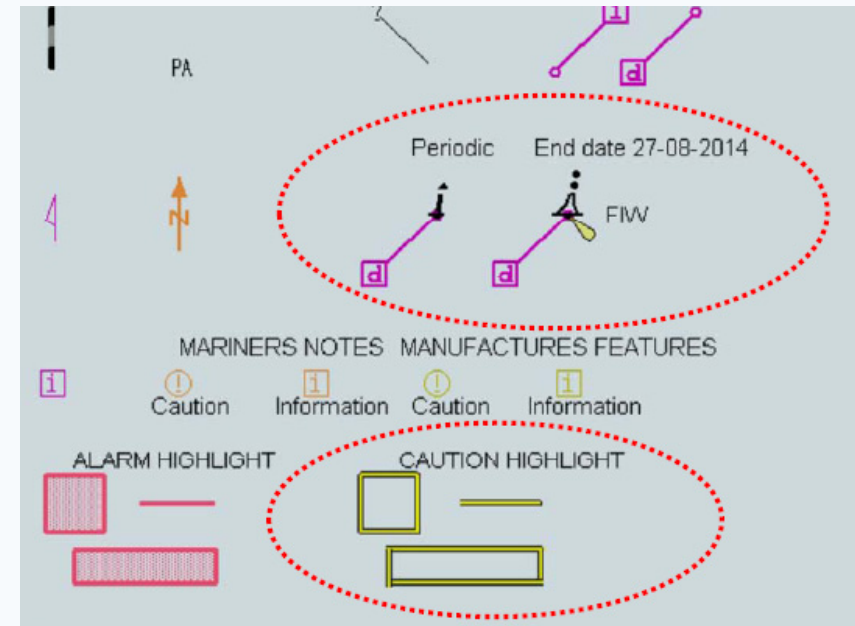 i
PA
d
Periodic End date 27-08-2014
N
FlW
d d
MARINERS NOTES MANUFACTURES FEATURES
i ! i ! i
Caution Information Caution Information
ALARM HIGHLIGHT CAUTION HIGHLIGHT